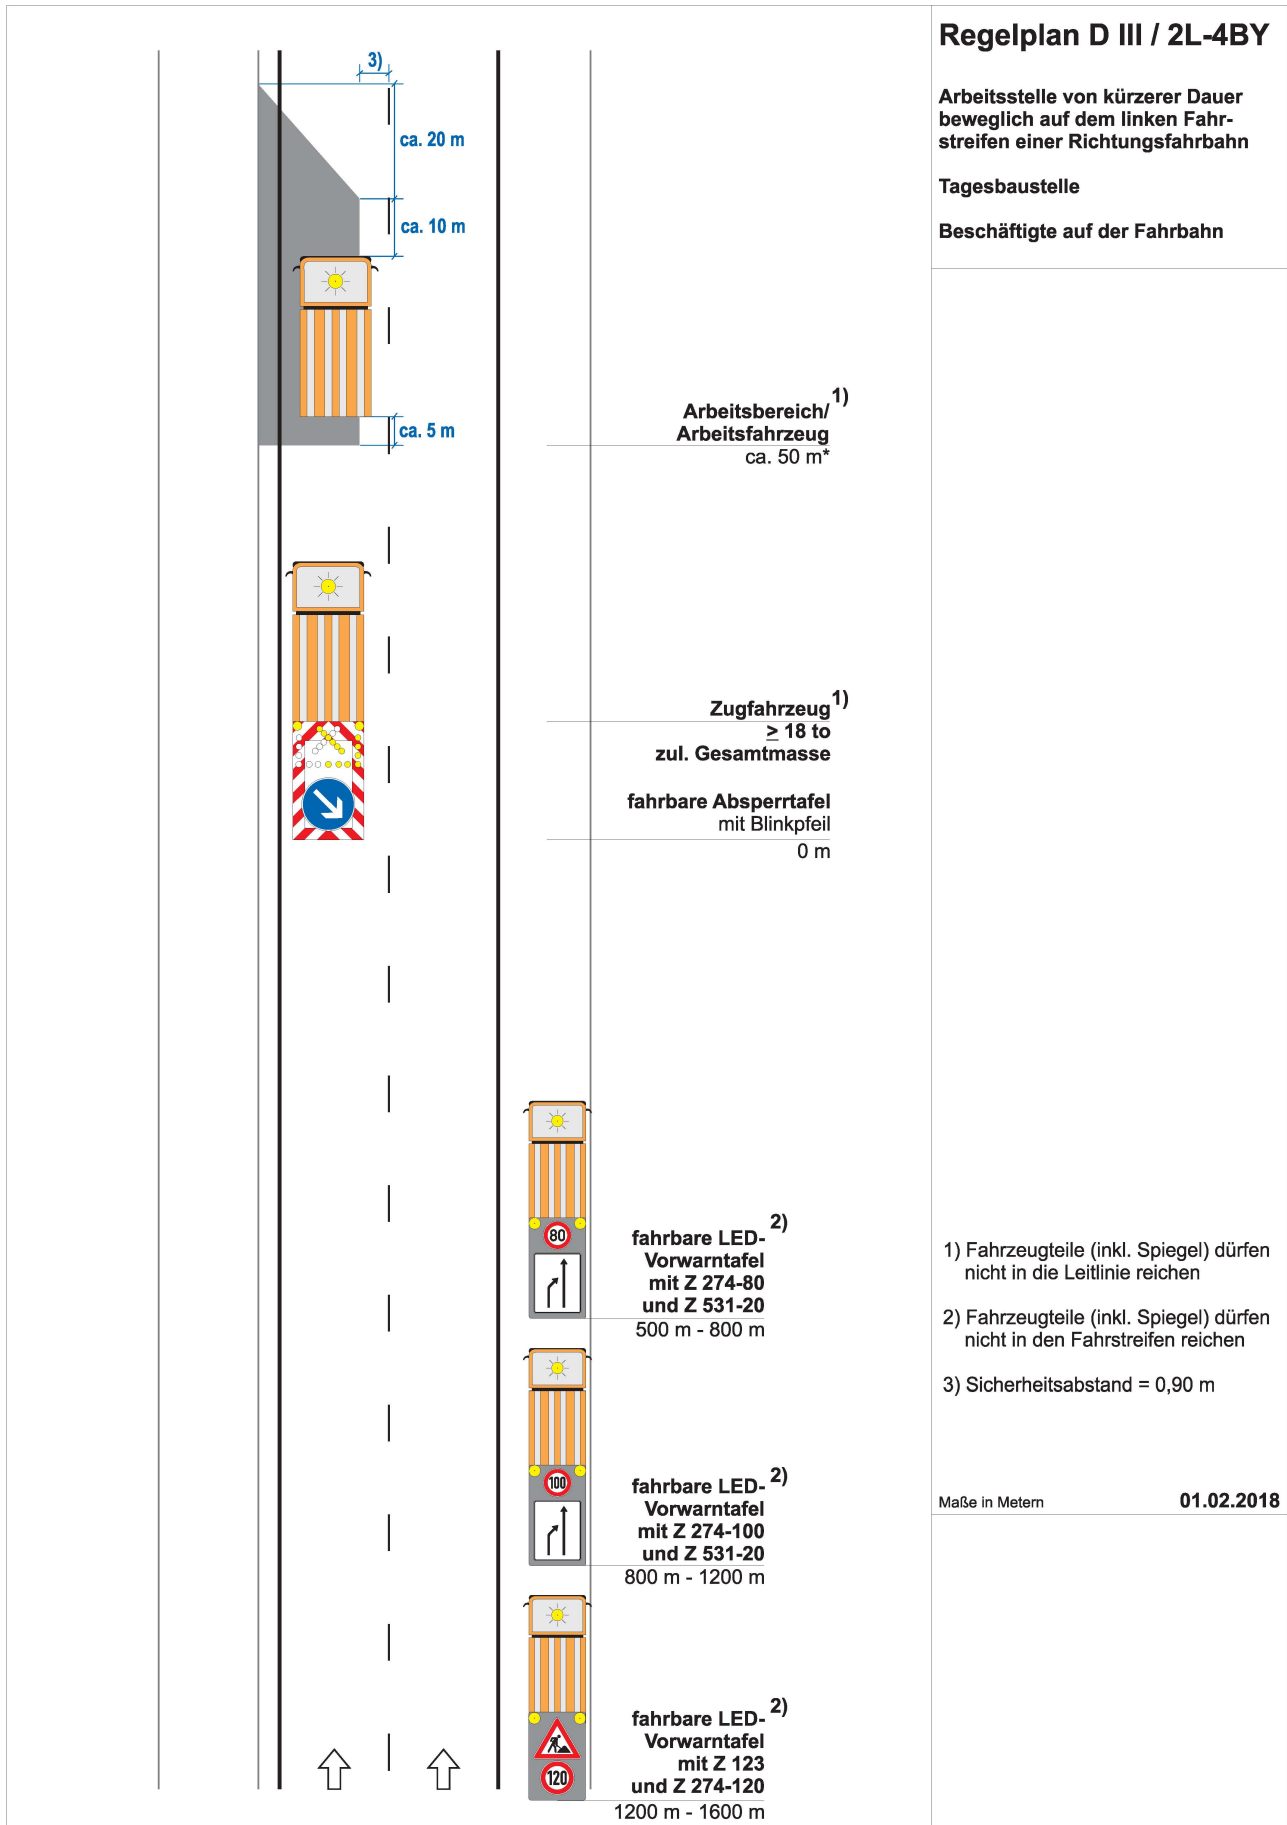 Regelplan D III / 2L-4BY
Arbeitsstelle von kürzerer Dauer
beweglich auf dem linken Fahr-
streifen einer Richtungsfahrbahn
Tagesbaustelle
Beschäftigte auf der Fahrbahn
3)
ca. 20 m
ca. 10 m
ca. 5 m
Arbeitsbereich/ 1)
Arbeitsfahrzeug
ca. 50 m*
Zugfahrzeug 1)
≥ 18 to
zul. Gesamtmasse
fahrbare Absperrtafel
mit Blinkpfeil
0 m
80
fahrbare LED- 2)
Vorwarntafel
mit Z 274-80
und Z 531-20
500 m - 800 m
100
fahrbare LED- 2)
Vorwarntafel
mit Z 274-100
und Z 531-20
800 m - 1200 m
120
fahrbare LED- 2)
Vorwarntafel
mit Z 123
und Z 274-120
1200 m - 1600 m
1) Fahrzeugteile (inkl. Spiegel) dürfen
nicht in die Leitlinie reichen
2) Fahrzeugteile (inkl. Spiegel) dürfen
nicht in den Fahrstreifen reichen
3) Sicherheitsabstand = 0,90 m
Maße in Metern 01.02.2018